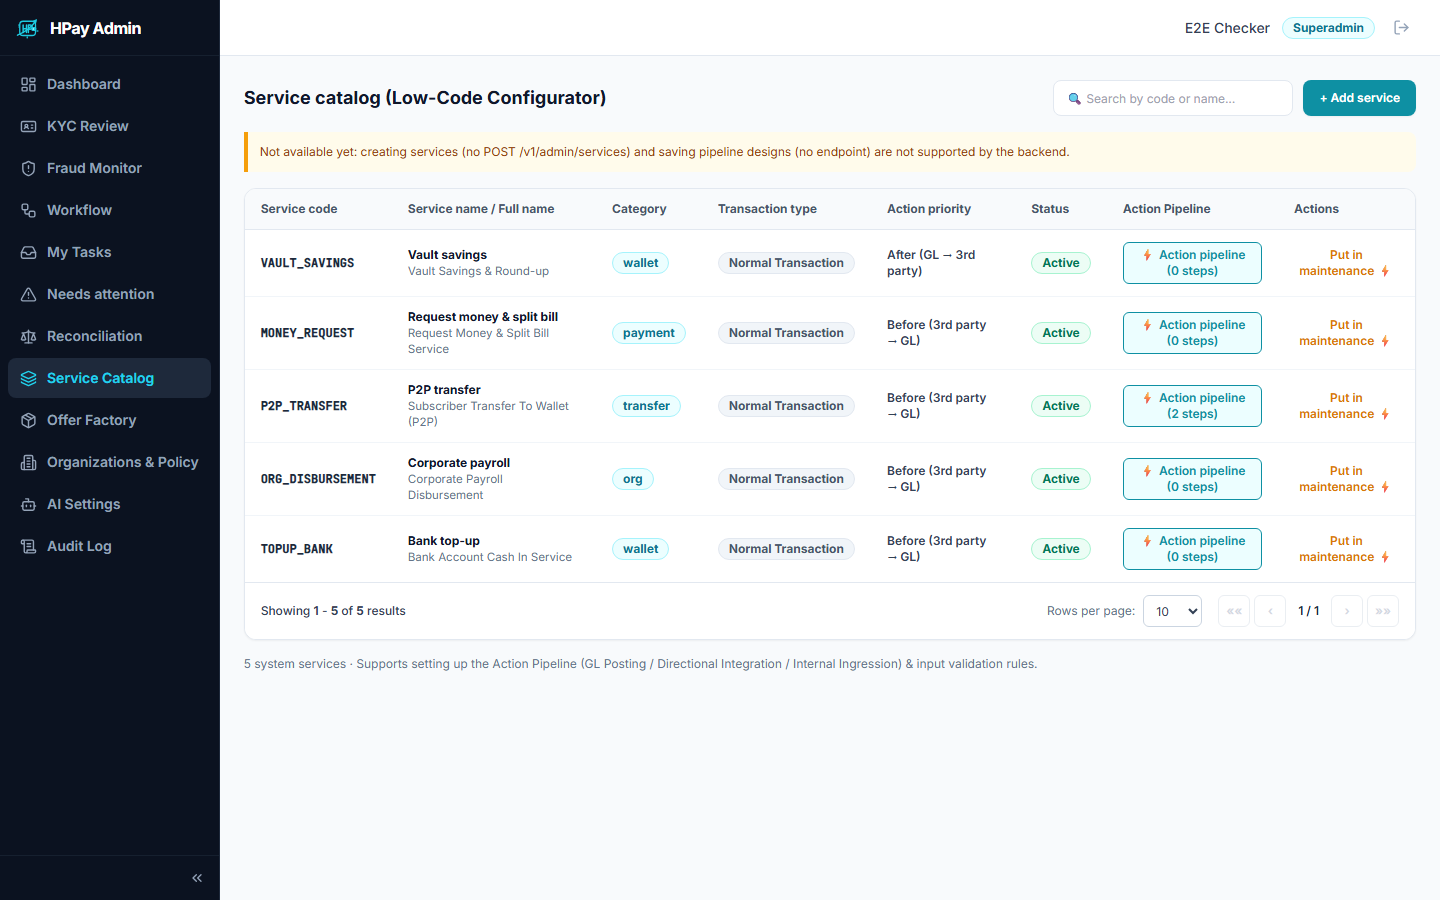 HPay Admin
E2E Checker
Superadmin
Dashboard
KYC Review
Fraud Monitor
Workflow
My Tasks
Needs attention
Reconciliation
Service Catalog
Offer Factory
Organizations & Policy
AI Settings
Audit Log
Service catalog (Low-Code Configurator)
Search by code or name...
+ Add service
Not available yet: creating services (no POST /v1/admin/services) and saving pipeline designs (no endpoint) are not supported by the backend.
Service code
Service name / Full name
Category
Transaction type
Action priority
Status
Action Pipeline
Actions
VAULT_SAVINGS
Vault savings
Vault Savings & Round-up
wallet
Normal Transaction
After (GL → 3rd
party)
Active
Action pipeline
(0 steps)
Put in
maintenance
MONEY_REQUEST
Request money & split bill
Request Money & Split Bill
Service
payment
Normal Transaction
Before (3rd party
→ GL)
Active
Action pipeline
(0 steps)
Put in
maintenance
P2P_TRANSFER
P2P transfer
Subscriber Transfer To Wallet
(P2P)
transfer
Normal Transaction
Before (3rd party
→ GL)
Active
Action pipeline
(2 steps)
Put in
maintenance
ORG_DISBURSEMENT
Corporate payroll
Corporate Payroll
Disbursement
org
Normal Transaction
Before (3rd party
→ GL)
Active
Action pipeline
(0 steps)
Put in
maintenance
TOPUP_BANK
Bank top-up
Bank Account Cash In Service
wallet
Normal Transaction
Before (3rd party
→ GL)
Active
Action pipeline
(0 steps)
Put in
maintenance
Showing 1 - 5 of 5 results
Rows per page:
10
««
‹
1 / 1
›
»»
5 system services · Supports setting up the Action Pipeline (GL Posting / Directional Integration / Internal Ingression) & input validation rules.